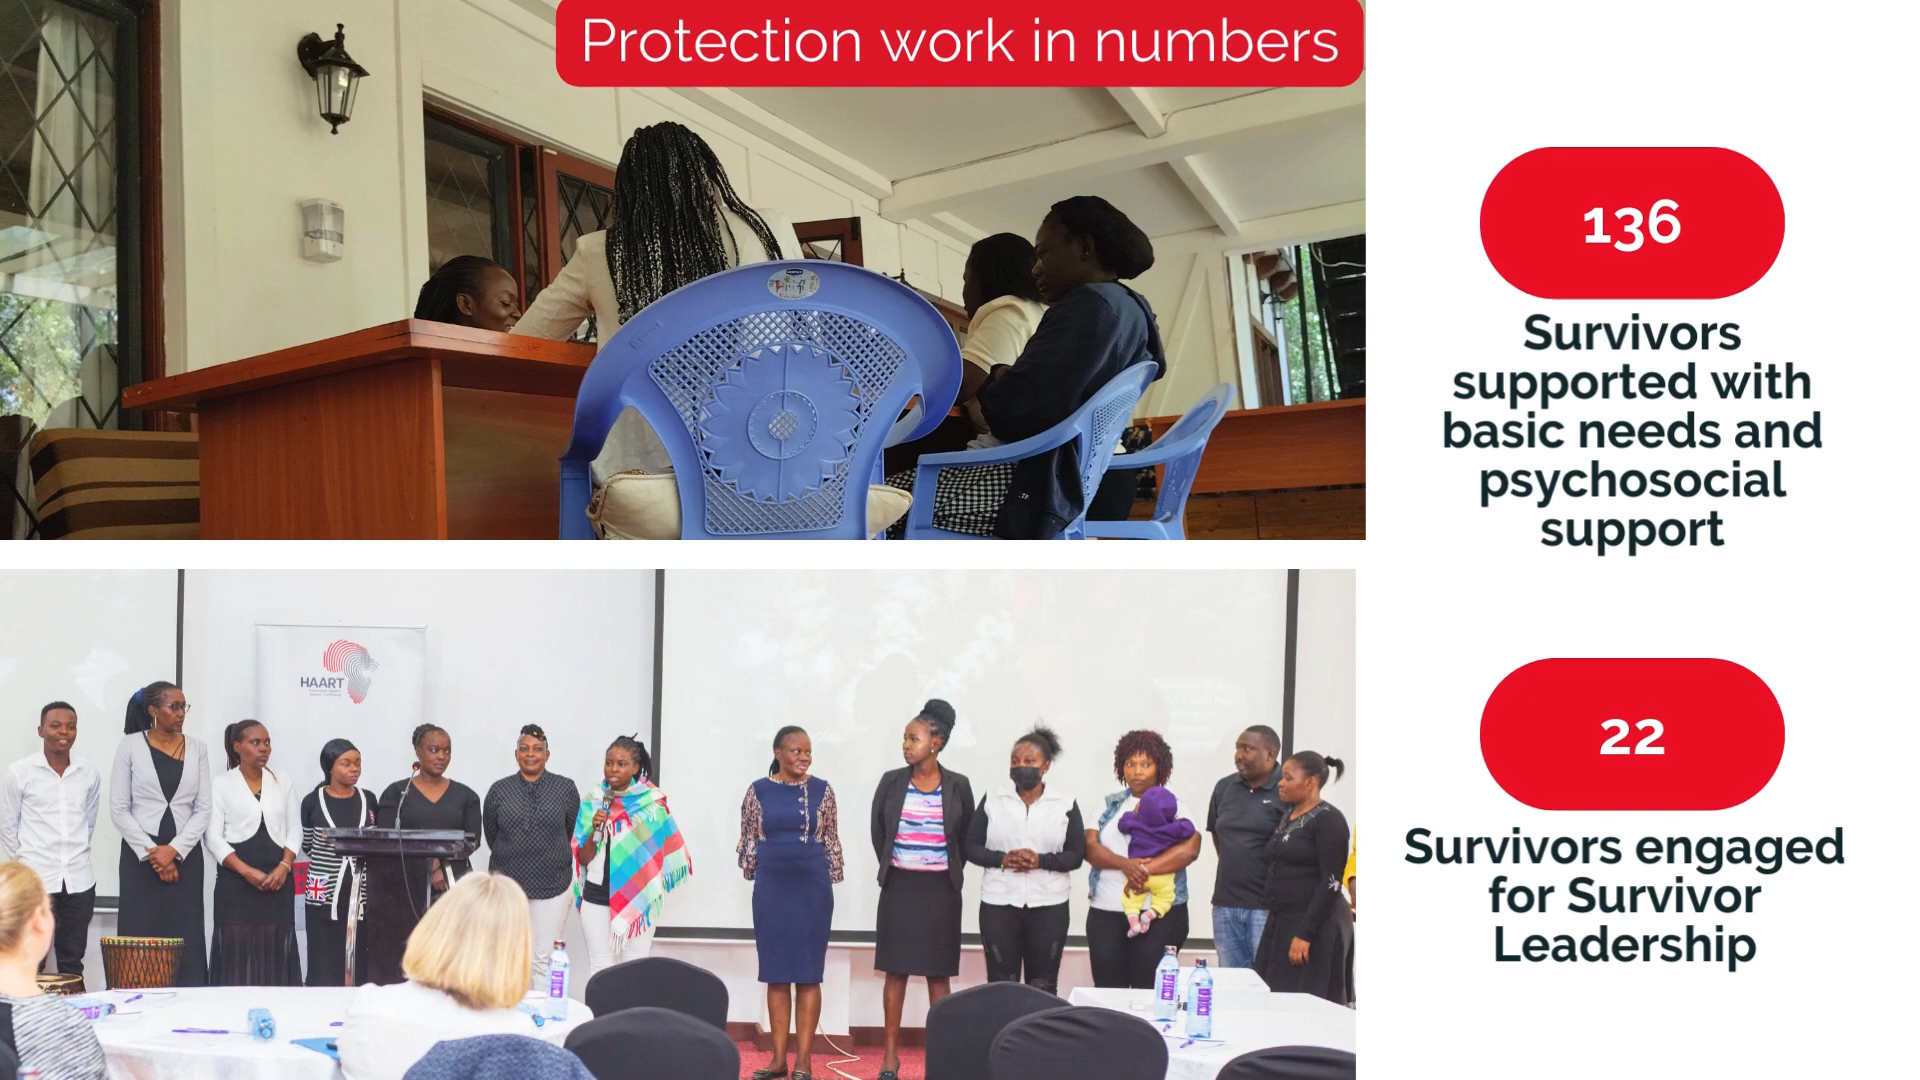 Protection work in numbers
136
Survivors
supported with
basic needs and
psychosocial
support
HAART
22
Survivors engaged
for Survivor
Leadership